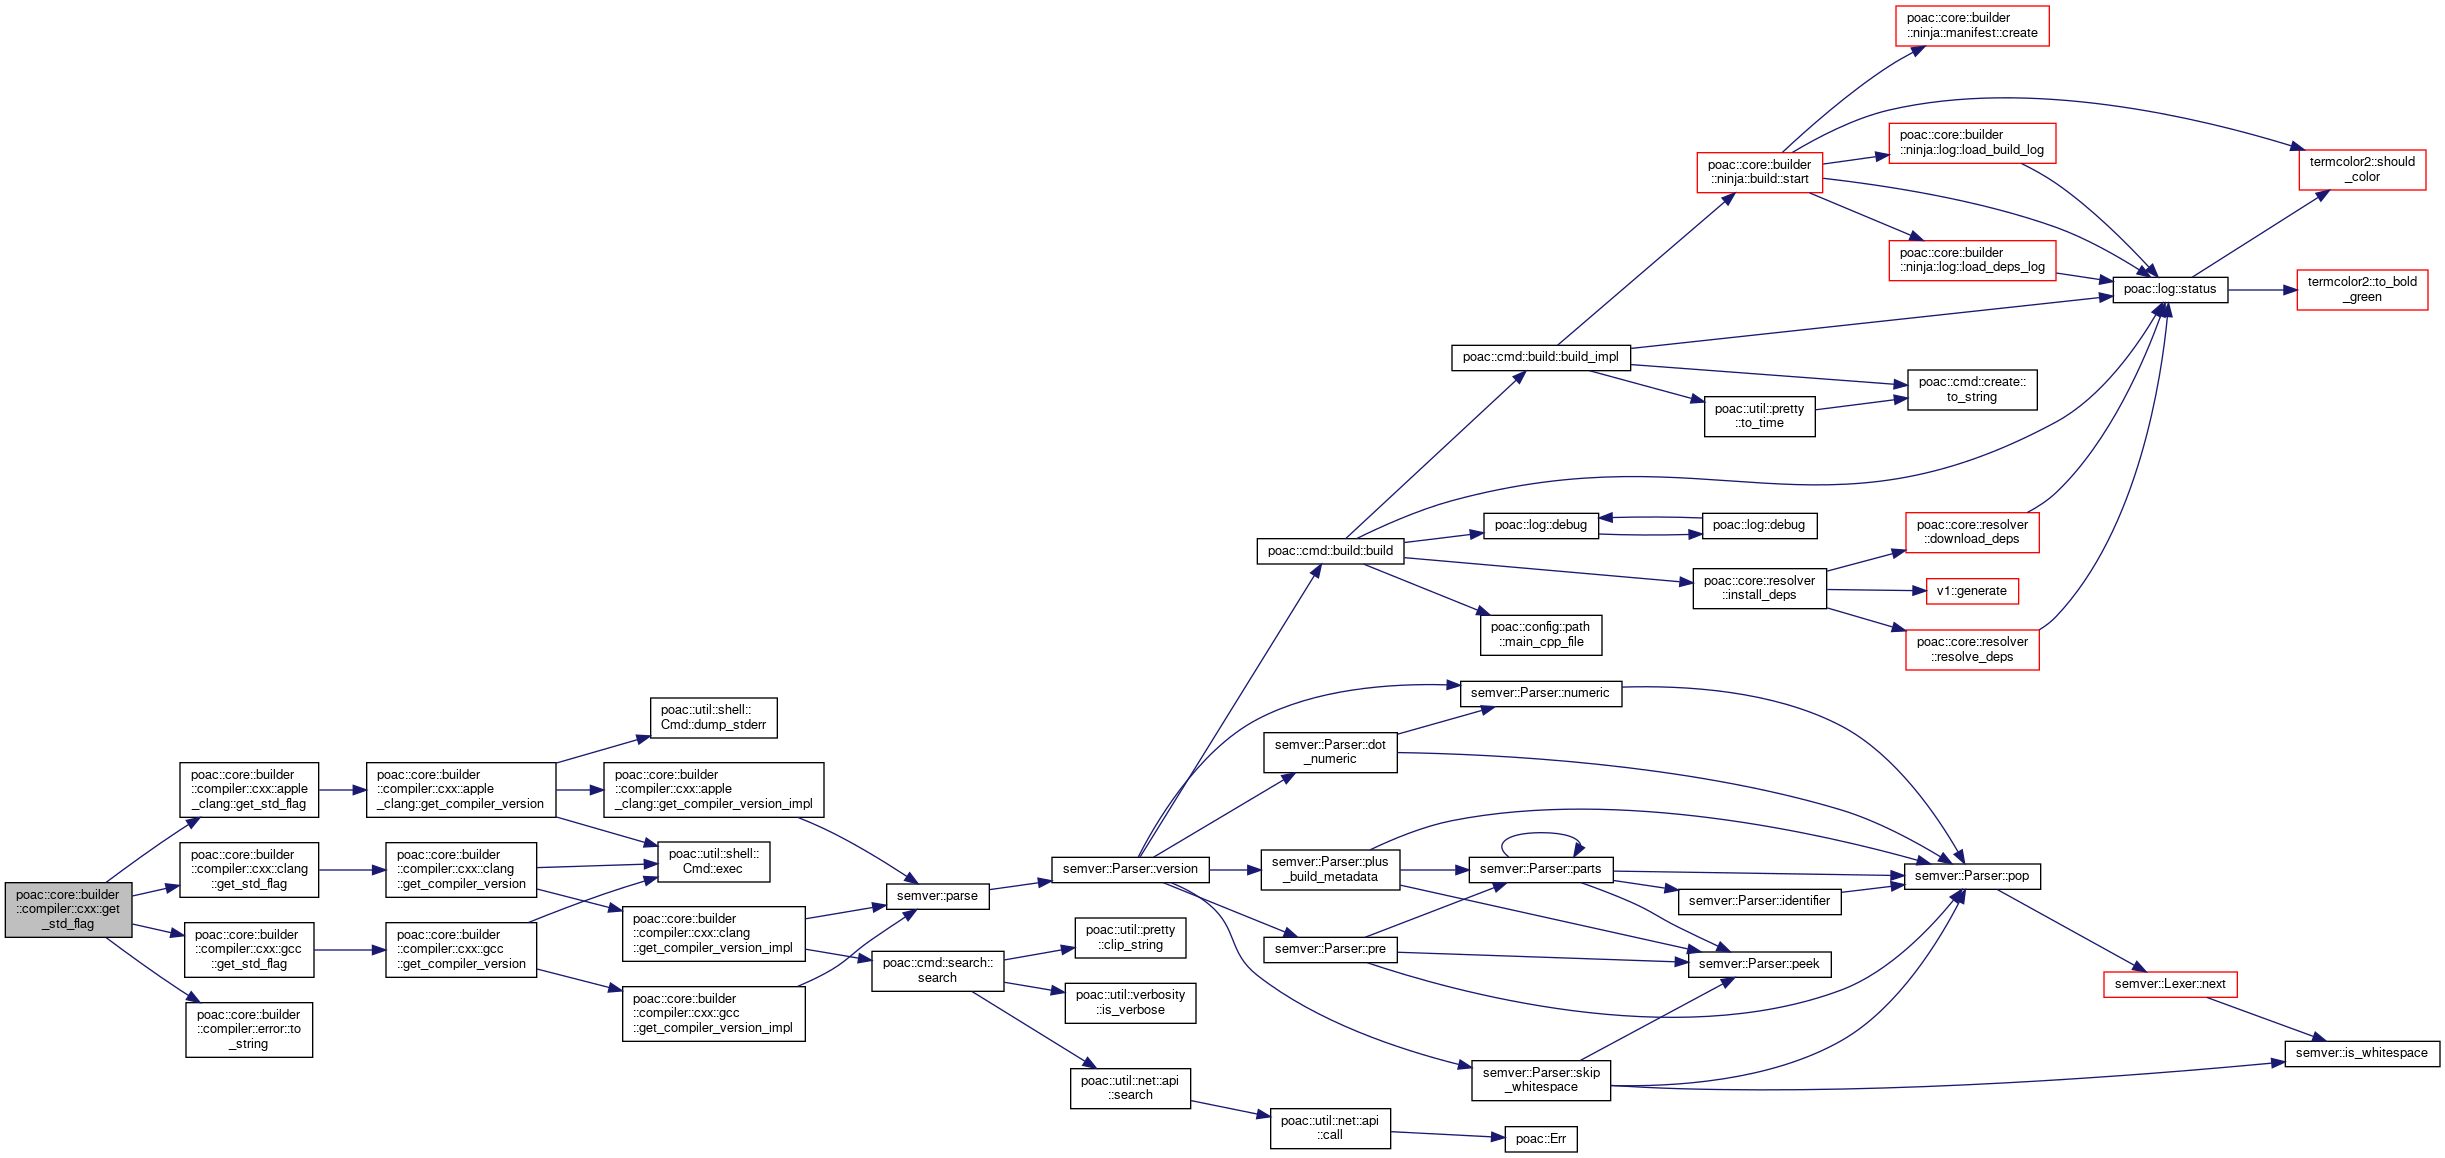 poac::core::builder
::compiler::cxx::get
_std_flag
poac::core::builder
::compiler::cxx::apple
_clang::get_std_flag
poac::core::builder
::compiler::cxx::clang
::get_std_flag
poac::core::builder
::compiler::cxx::gcc
::get_std_flag
poac::core::builder
::compiler::error::to
_string
poac::core::builder
::compiler::cxx::apple
_clang::get_compiler_version
poac::core::builder
::compiler::cxx::clang
::get_compiler_version
poac::core::builder
::compiler::cxx::gcc
::get_compiler_version
poac::util::shell::
Cmd::dump_stderr
poac::core::builder
::compiler::cxx::apple
_clang::get_compiler_version_impl
poac::util::shell::
Cmd::exec
poac::core::builder
::compiler::cxx::clang
::get_compiler_version_impl
poac::core::builder
::compiler::cxx::gcc
::get_compiler_version_impl
semver::parse
poac::cmd::search::
search
semver::Parser::version
poac::util::pretty
::clip_string
poac::util::verbosity
::is_verbose
poac::util::net::api
::search
poac::cmd::build::build
semver::Parser::dot
_numeric
semver::Parser::plus
_build_metadata
semver::Parser::pre
poac::util::net::api
::call
poac::cmd::build::build_impl
poac::log::debug
poac::config::path
::main_cpp_file
semver::Parser::numeric
semver::Parser::parts
semver::Parser::skip
_whitespace
poac::Err
poac::core::builder
::ninja::build::start
poac::util::pretty
::to_time
poac::log::debug
poac::core::resolver
::install_deps
semver::Parser::identifier
semver::Parser::peek
poac::core::builder
::ninja::manifest::create
poac::core::builder
::ninja::log::load_build_log
poac::core::builder
::ninja::log::load_deps_log
poac::cmd::create::
to_string
poac::core::resolver
::download_deps
v1::generate
poac::core::resolver
::resolve_deps
semver::Parser::pop
poac::log::status
semver::Lexer::next
termcolor2::should
_color
termcolor2::to_bold
_green
semver::is_whitespace